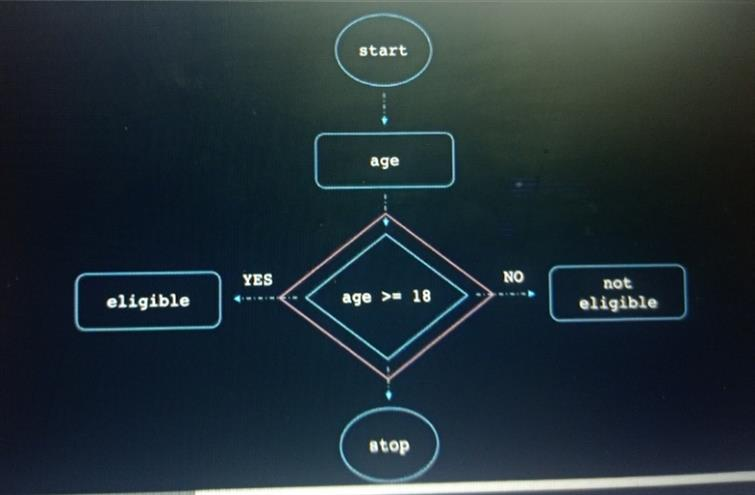 start
age
YES
NO
eligible
age >= 18
not
eligible
stop